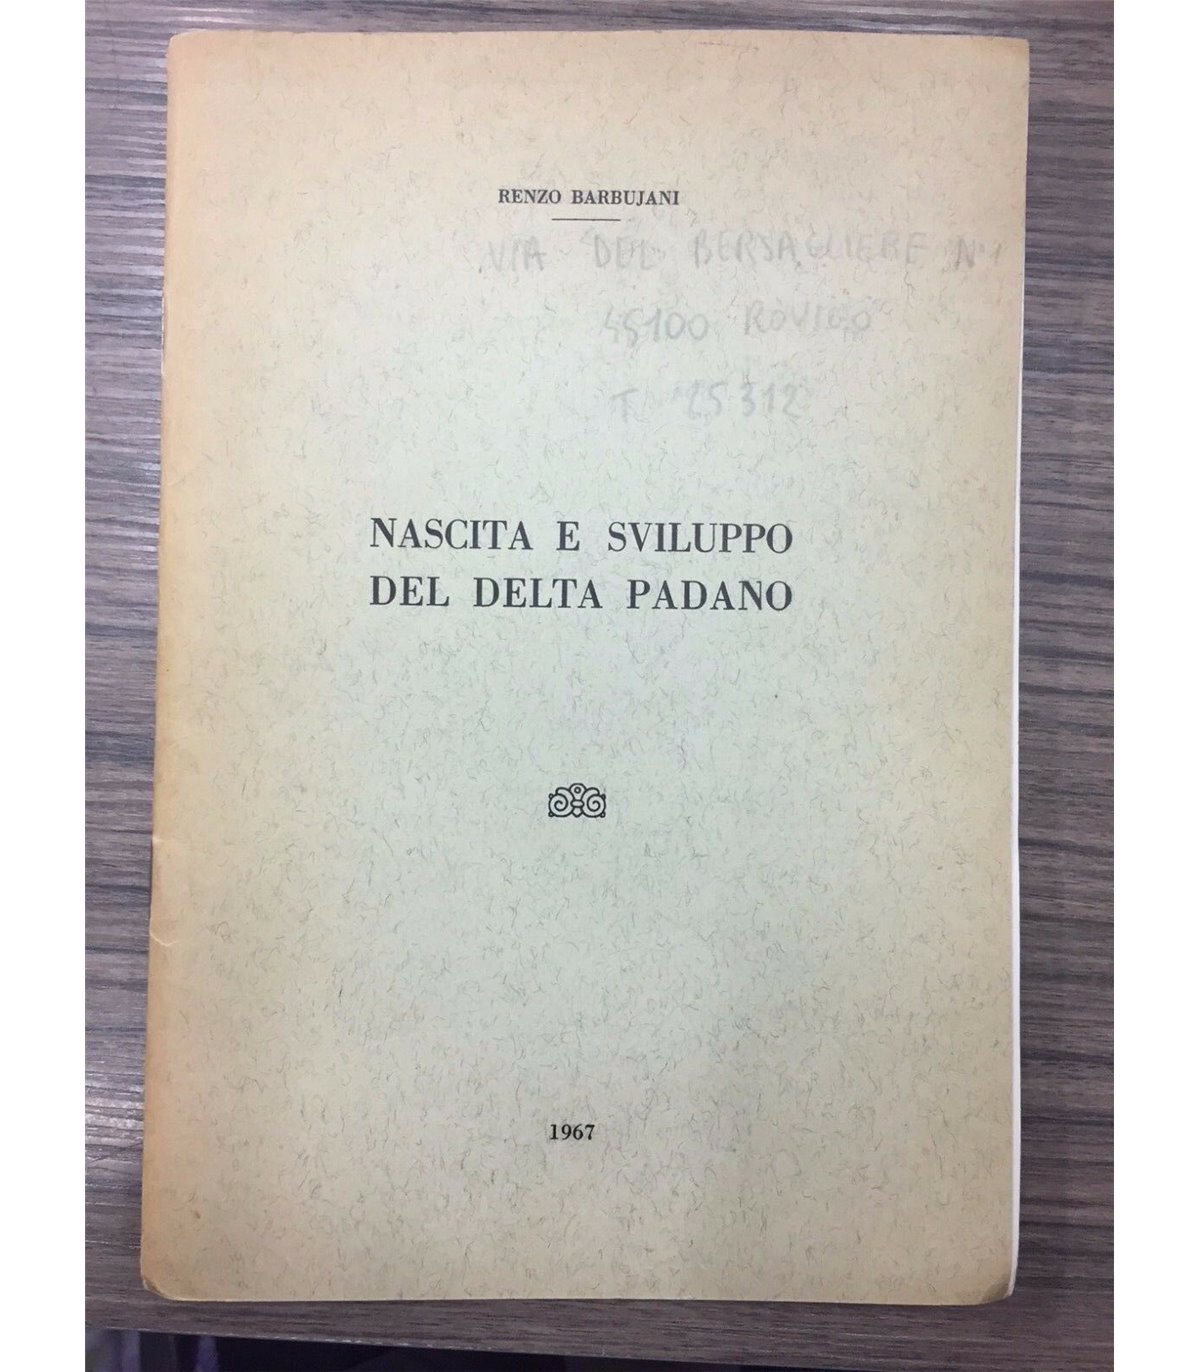 RENZO BARBUJANI
VIA DEL BERSAGLIERE N° 1
45100 ROVIGO
T 25312
NASCITA E SVILUPPO
DEL DELTA PADANO
1967